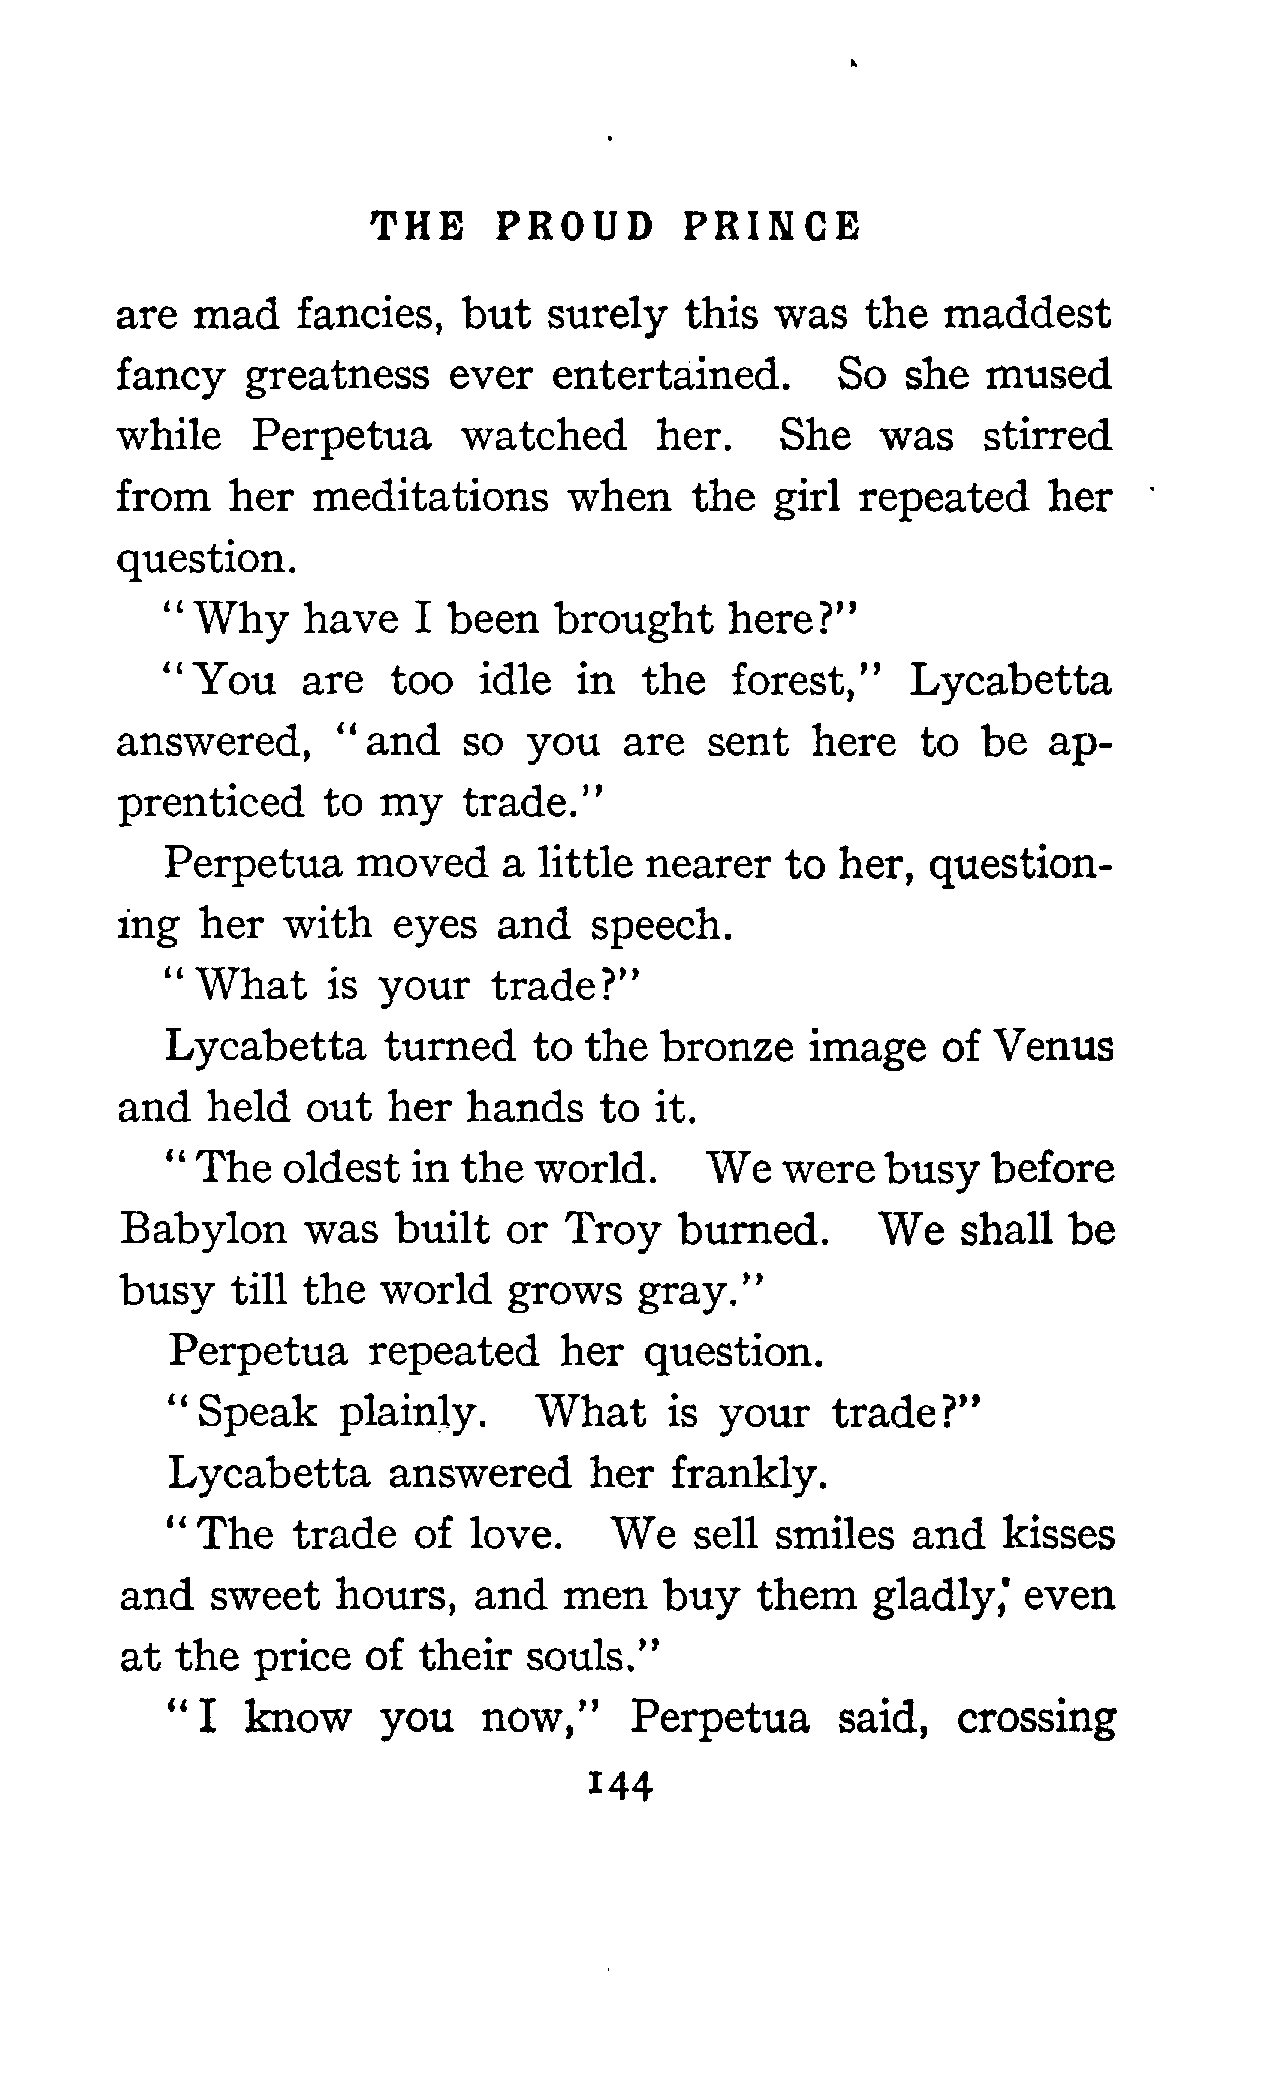 THE PROUD PRINCE
are mad fancies, but surely this was the maddest
fancy greatness ever entertained. So she mused
while Perpetua watched her. She was stirred
from her meditations when the girl repeated her
question.
"Why have I been brought here?"
"You are too idle in the forest," Lycabetta
answered, "and so you are sent here to be ap-
prenticed to my trade."
Perpetua moved a little nearer to her, question-
ing her with eyes and speech.
"What is your trade?"
Lycabetta turned to the bronze image of Venus
and held out her hands to it.
"The oldest in the world. We were busy before
Babylon was built or Troy burned. We shall be
busy till the world grows gray."
Perpetua repeated her question.
"Speak plainly. What is your trade?"
Lycabetta answered her frankly.
"The trade of love. We sell smiles and kisses
and sweet hours, and men buy them gladly, even
at the price of their souls."
"I know you now," Perpetua said, crossing
144